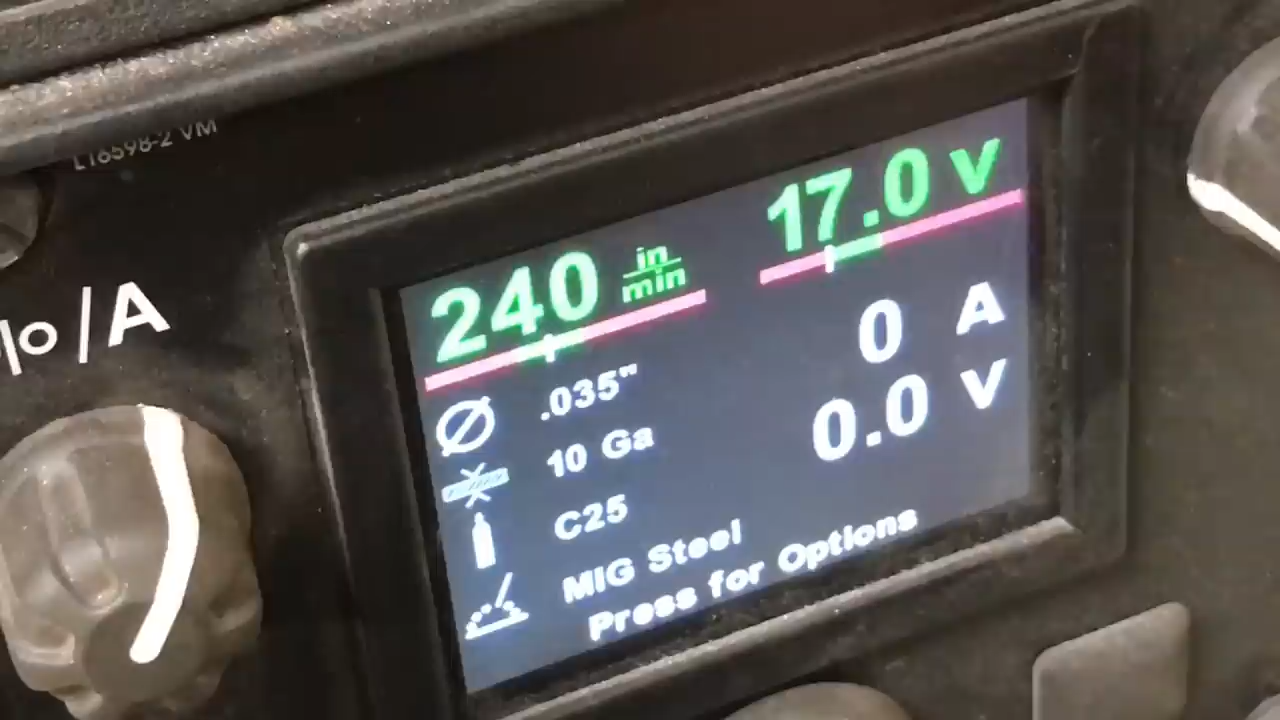 L16598-2 VM
%/A
240 in/min
17.0 V
0 A
0.0 V
.035"
10 Ga
C25
MIG Steel
Press for Options